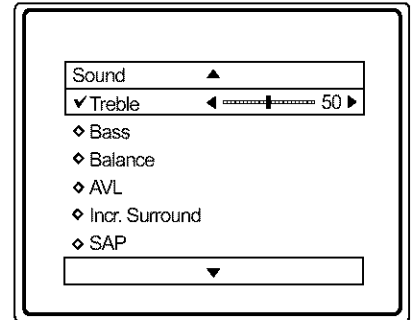 Sound
Treble 50
Bass
Balance
AVL
Incr. Surround
SAP